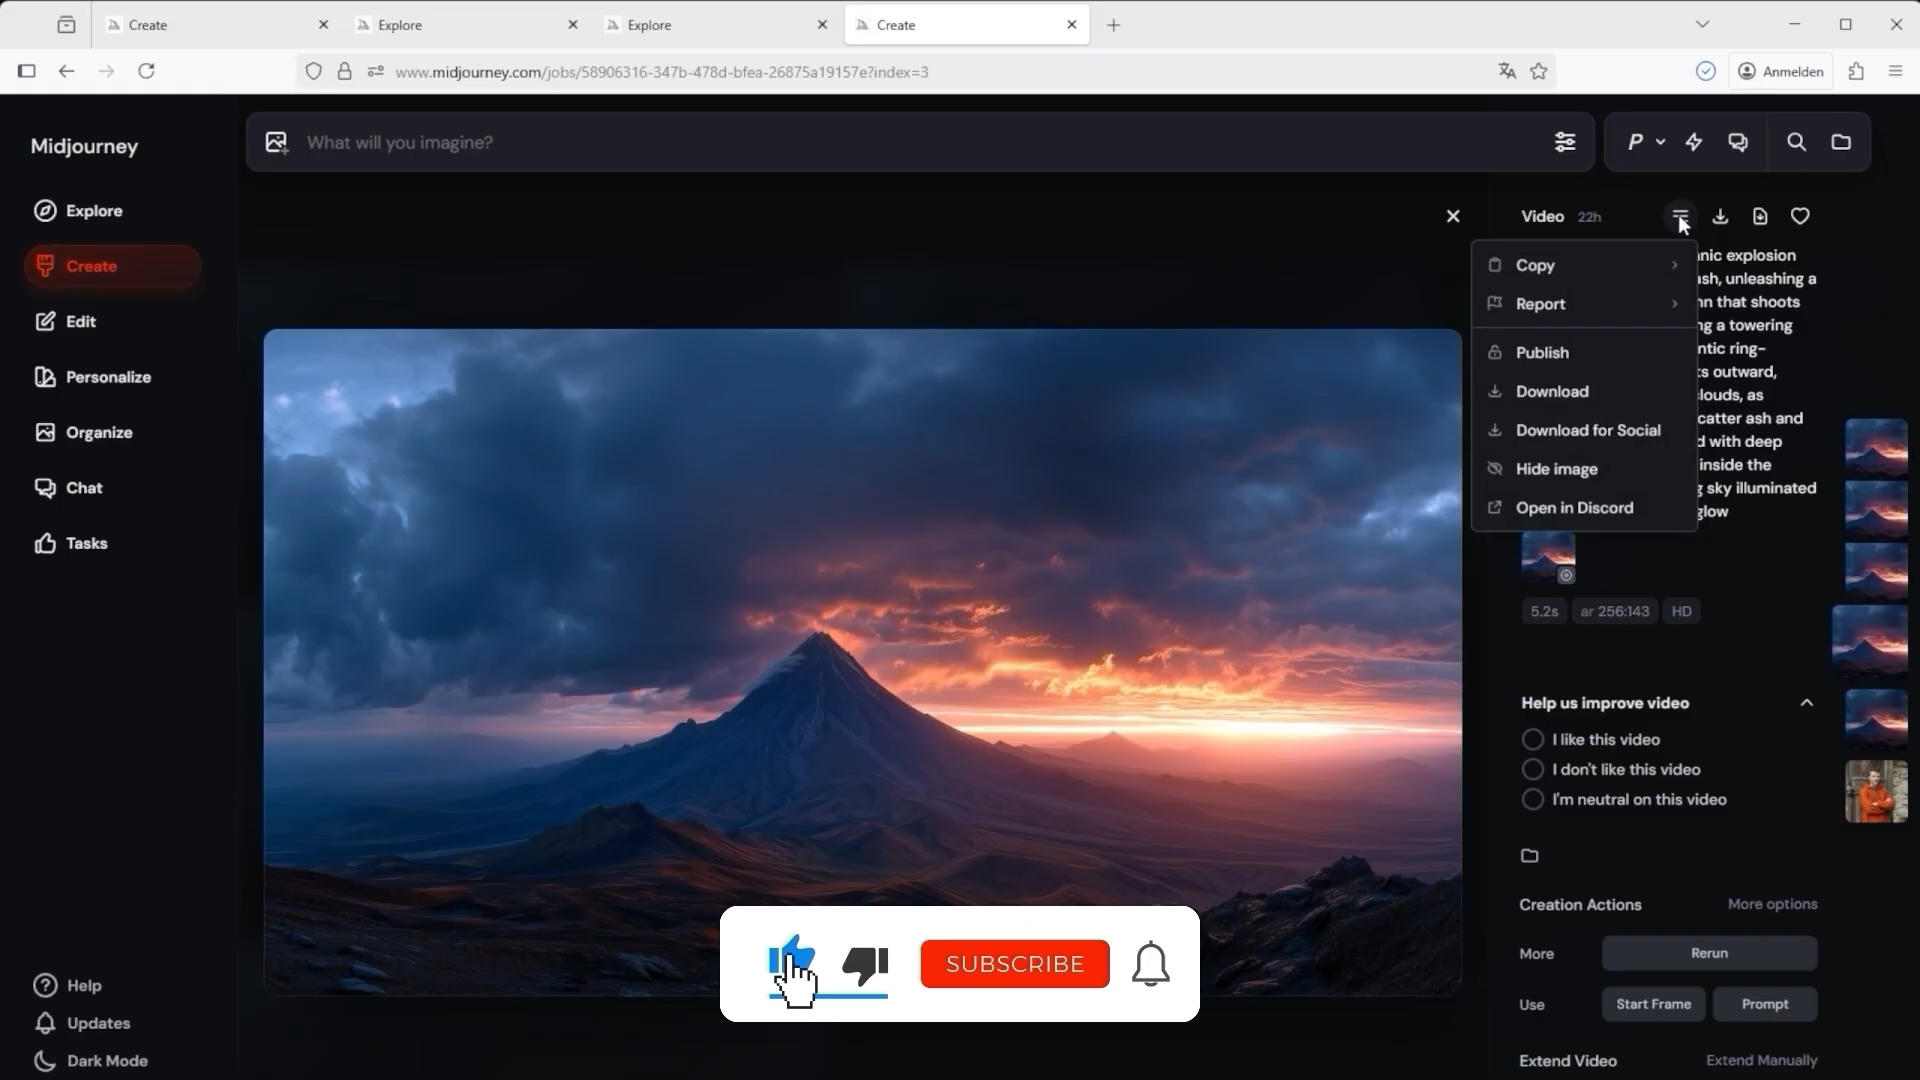 Create
Explore
Explore
Create
www.midjourney.com/jobs/58906316-347b-478d-bfea-26875a19157e?index=3
Anmelden
Midjourney
What will you imagine?
P
Explore
Create
Edit
Personalize
Organize
Chat
Tasks
Help
Updates
Dark Mode
Video 22h
Copy
Report
Publish
Download
Download for Social
Hide image
Open in Discord
explosion
unleashing a
that shoots
a towering
ring-
outward,
as
ash and
with deep
inside the
sky illuminated
glow
5.2s ar 256:143 HD
Help us improve video
I like this video
I don't like this video
I'm neutral on this video
Creation Actions More options
More Rerun
Use Start Frame Prompt
Extend Video Extend Manually
SUBSCRIBE